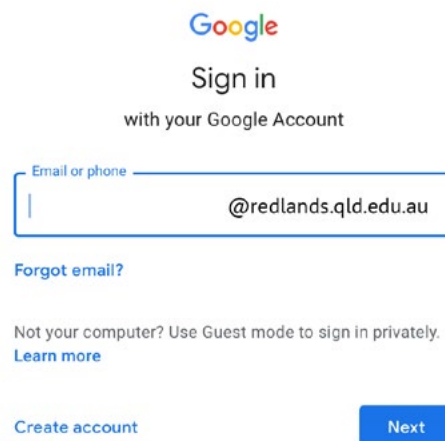 Google
Sign in
with your Google Account
Email or phone
@redlands.qld.edu.au
Forgot email?
Not your computer? Use Guest mode to sign in privately.
Learn more
Create account
Next